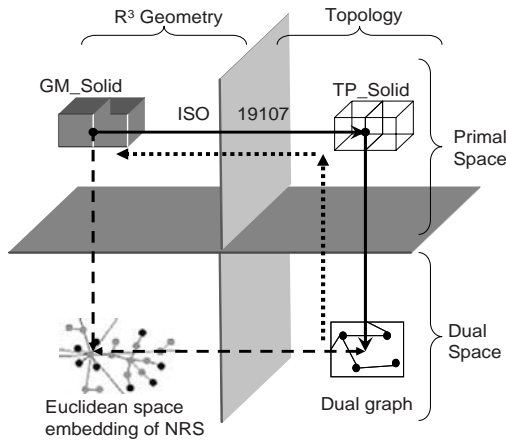 R³ Geometry
Topology
GM_Solid
TP_Solid
ISO 19107
Primal
Space
Dual
Space
Euclidean space
embedding of NRS
Dual graph